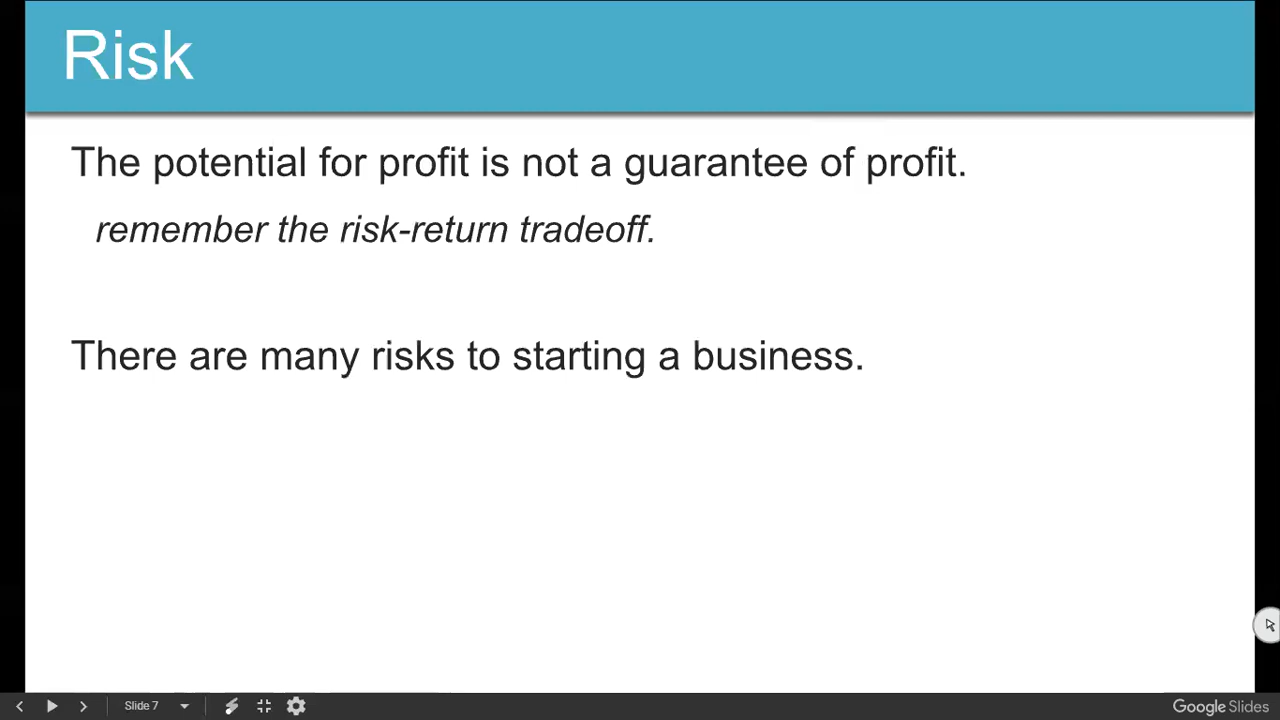 Risk
The potential for profit is not a guarantee of profit.
remember the risk-return tradeoff.
There are many risks to starting a business.
Slide 7
Google Slides